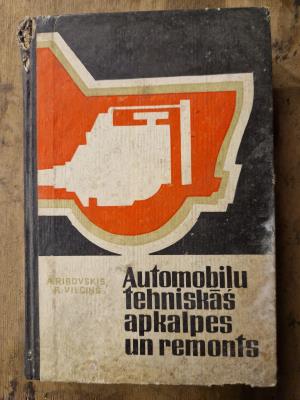 A. RIBOVSKIS,
R. VILCIŅŠ
Automobiļu
tehniskās
apkalpes
un remonts